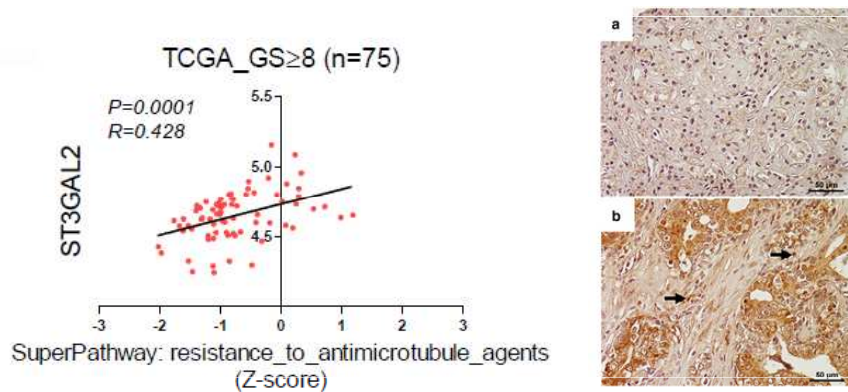 TCGA_GS≥8 (n=75)
P=0.0001
R=0.428
ST3GAL2
5.5
5.0
4.5
-3 -2 -1 0 1 2 3
SuperPathway: resistance_to_antimicrotubule_agents
(Z-score)
a
50 µm
b
50 µm